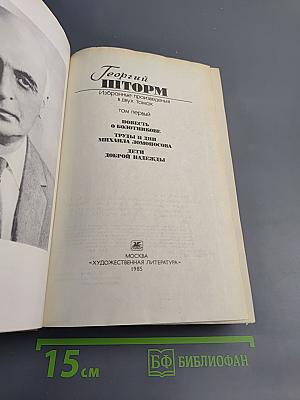 Георгий
ШТОРМ
Избранные произведения
в двух томах
том первый
ПОВЕСТЬ
О БОЛОТНИКОВЕ
ТРУДЫ И ДНИ
МИХАИЛА ЛОМОНОСОВА
ДЕТИ
ДОБРОЙ НАДЕЖДЫ
МОСКВА
«ХУДОЖЕСТВЕННАЯ ЛИТЕРАТУРА»
1985
15 см
БФ БИБЛИОФАН